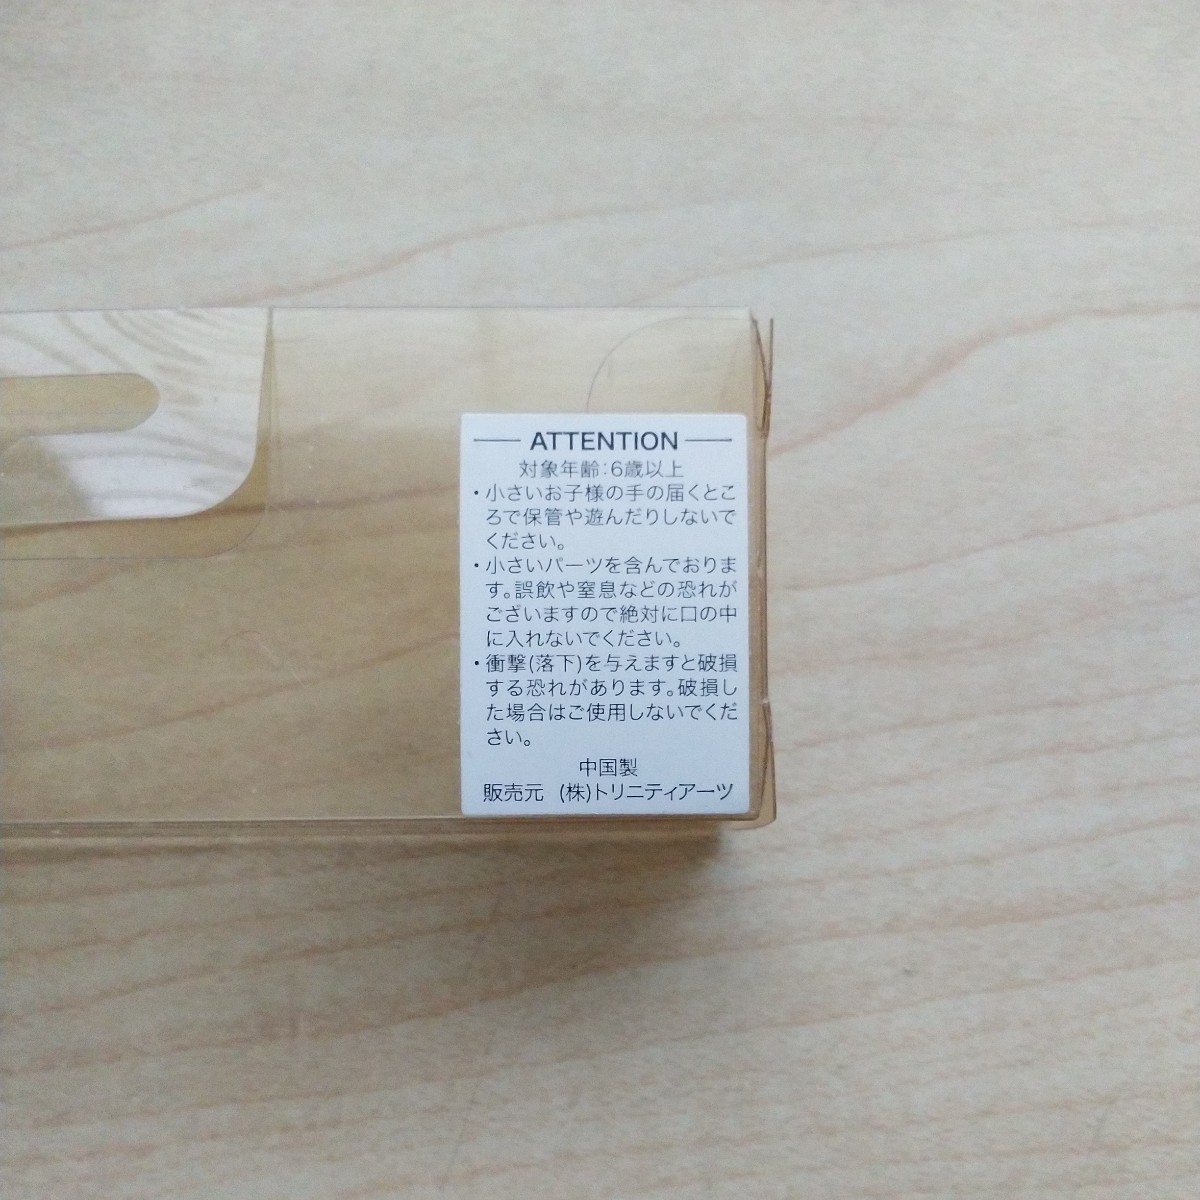 ATTENTION
対象年齢:6歳以上
・小さいお子様の手の届くとこ
ろで保管や遊んだりしないで
ください。
・小さいパーツを含んでおりま
す。誤飲や窒息などの恐れが
ございますので絶対に口の中
に入れないでください。
・衝撃(落下)を与えますと破損
する恐れがあります。破損し
た場合はご使用しないでくだ
さい。
中国製
販売元 (株)トリニティアーツ